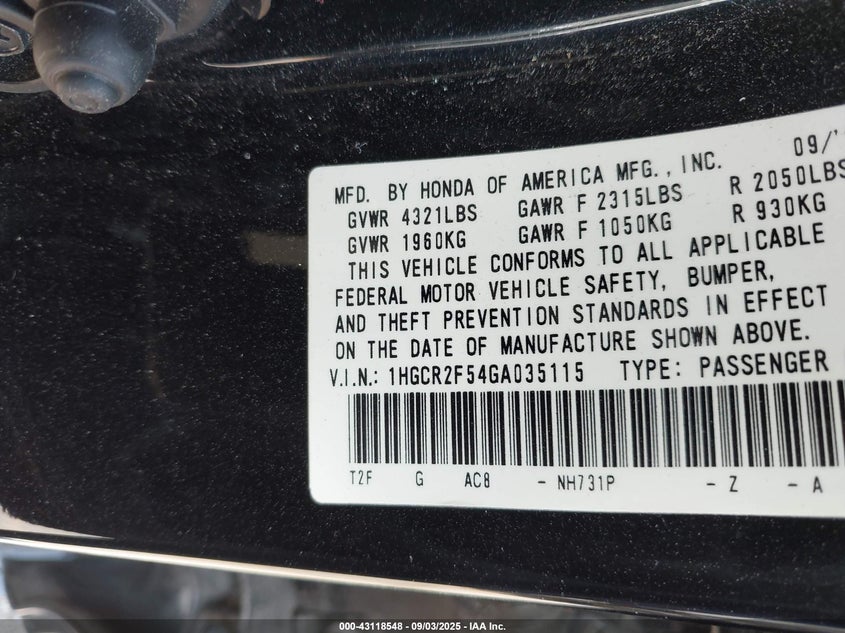 09/'
MFD. BY HONDA OF AMERICA MFG., INC.
GVWR 4321LBS GAWR F 2315LBS R 2050LBS
GVWR 1960KG GAWR F 1050KG R 930KG
THIS VEHICLE CONFORMS TO ALL APPLICABLE
FEDERAL MOTOR VEHICLE SAFETY, BUMPER,
AND THEFT PREVENTION STANDARDS IN EFFECT
ON THE DATE OF MANUFACTURE SHOWN ABOVE.
V.I.N.: 1HGCR2F54GA035115 TYPE: PASSENGER
T2F G AC8 - NH731P - Z - A
000-43118548 - 09/03/2025 - IAA Inc.